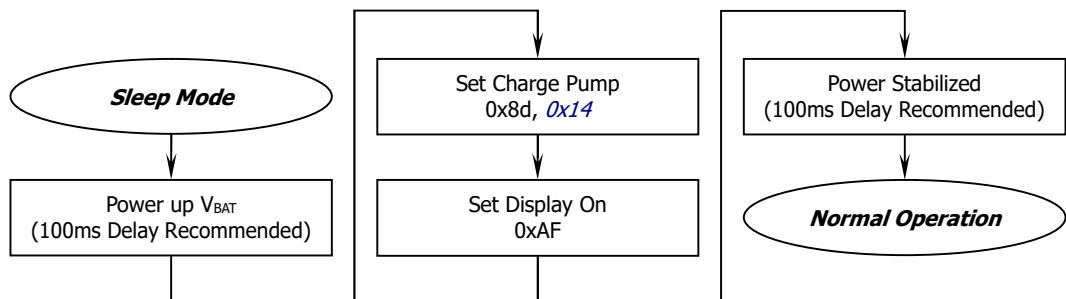 Sleep Mode
Power up VBAT
(100ms Delay Recommended)
Set Charge Pump
0x8d, 0x14
Set Display On
0xAF
Power Stabilized
(100ms Delay Recommended)
Normal Operation